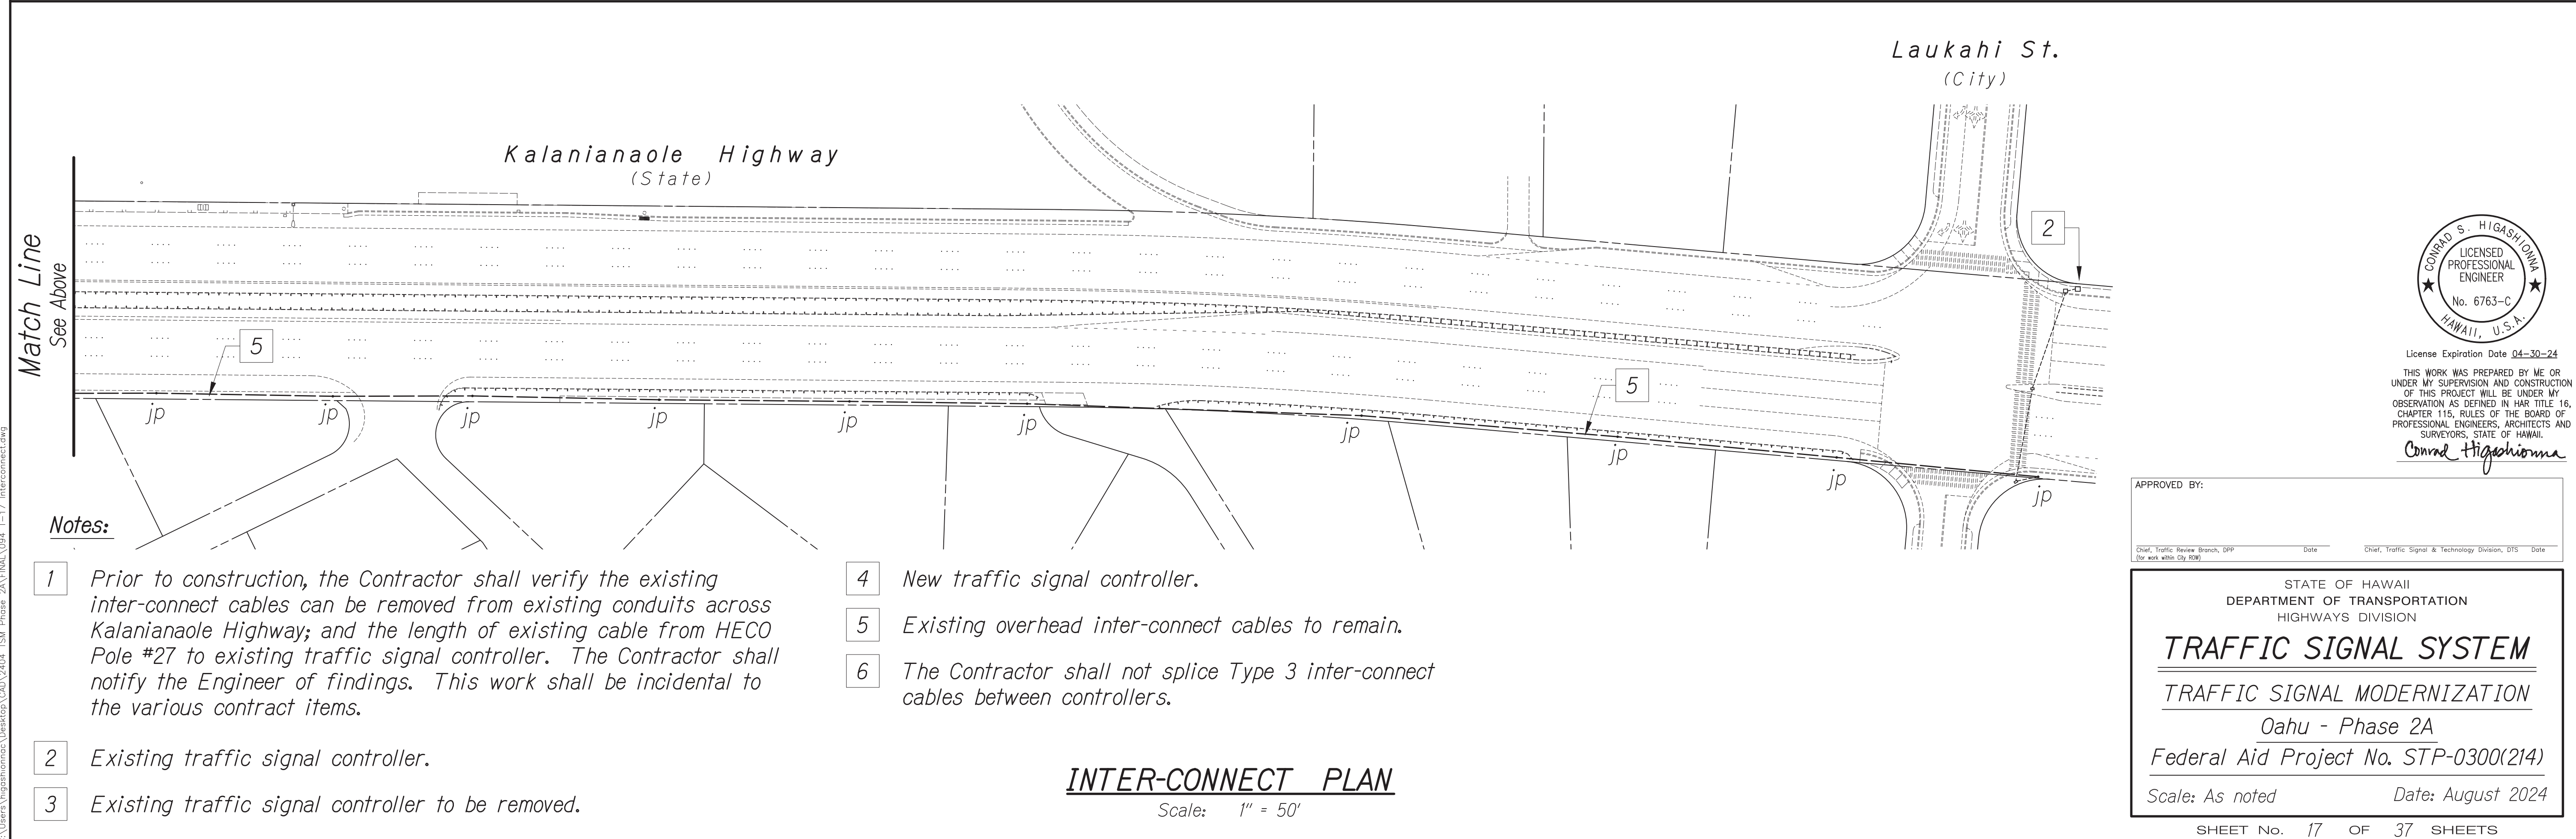 Laukahi St.
(City)
Kalanianaole Highway
(State)
Match Line
See Above
2
5
5
jp
jp
jp
jp
jp
jp
jp
jp
jp
jp
CONRAD S. HIGASHIONNA
LICENSED
PROFESSIONAL
ENGINEER
No. 6763-C
HAWAII, U.S.A.
License Expiration Date 04-30-24
THIS WORK WAS PREPARED BY ME OR
UNDER MY SUPERVISION AND CONSTRUCTION
OF THIS PROJECT WILL BE UNDER MY
OBSERVATION AS DEFINED IN HAR TITLE 16,
CHAPTER 115, RULES OF THE BOARD OF
PROFESSIONAL ENGINEERS, ARCHITECTS AND
SURVEYORS, STATE OF HAWAII.
Conrad Higashionna
Notes:
1 Prior to construction, the Contractor shall verify the existing
inter-connect cables can be removed from existing conduits across
Kalanianaole Highway; and the length of existing cable from HECO
Pole #27 to existing traffic signal controller. The Contractor shall
notify the Engineer of findings. This work shall be incidental to
the various contract items.
2 Existing traffic signal controller.
3 Existing traffic signal controller to be removed.
4 New traffic signal controller.
5 Existing overhead inter-connect cables to remain.
6 The Contractor shall not splice Type 3 inter-connect
cables between controllers.
INTER-CONNECT PLAN
Scale: 1" = 50'
APPROVED BY:
Chief, Traffic Review Branch, DPP Date
(for work within City ROW)
Chief, Traffic Signal & Technology Division, DTS Date
STATE OF HAWAII
DEPARTMENT OF TRANSPORTATION
HIGHWAYS DIVISION
TRAFFIC SIGNAL SYSTEM
TRAFFIC SIGNAL MODERNIZATION
Oahu - Phase 2A
Federal Aid Project No. STP-0300(214)
Scale: As noted Date: August 2024
SHEET No. 17 OF 37 SHEETS